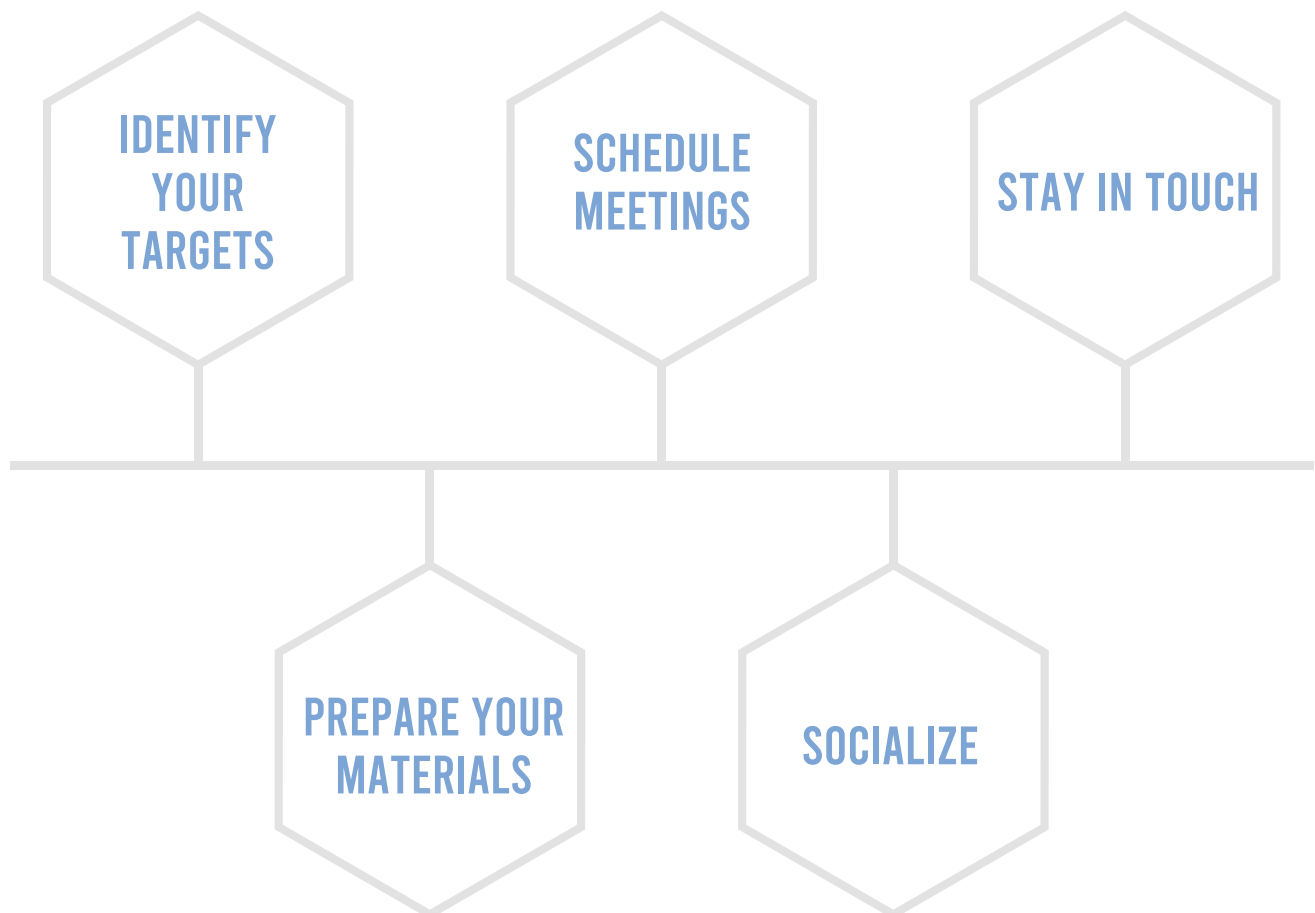 IDENTIFY
YOUR
TARGETS
PREPARE YOUR
MATERIALS
SCHEDULE
MEETINGS
SOCIALIZE
STAY IN TOUCH